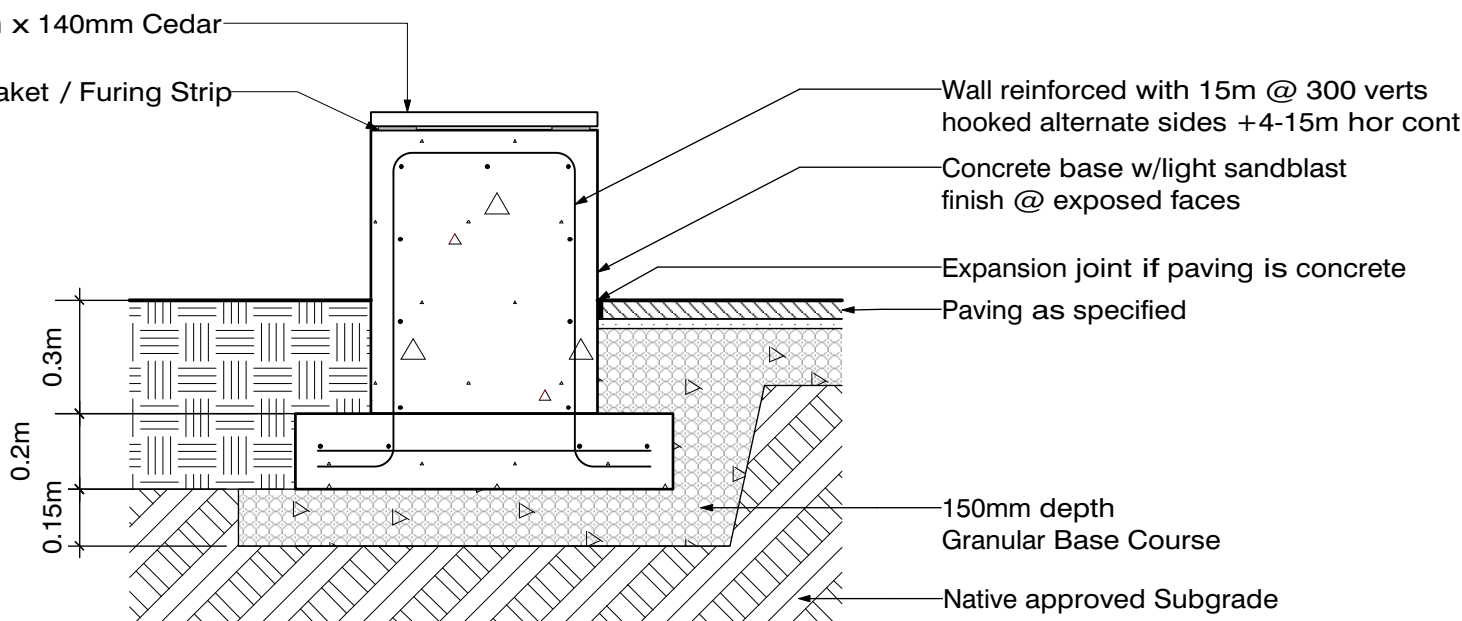 x 140mm Cedar
aket / Furing Strip
Wall reinforced with 15m @ 300 verts
hooked alternate sides +4-15m hor cont
Concrete base w/light sandblast
finish @ exposed faces
Expansion joint if paving is concrete
Paving as specified
0.3m
0.2m
0.15m
150mm depth
Granular Base Course
Native approved Subgrade